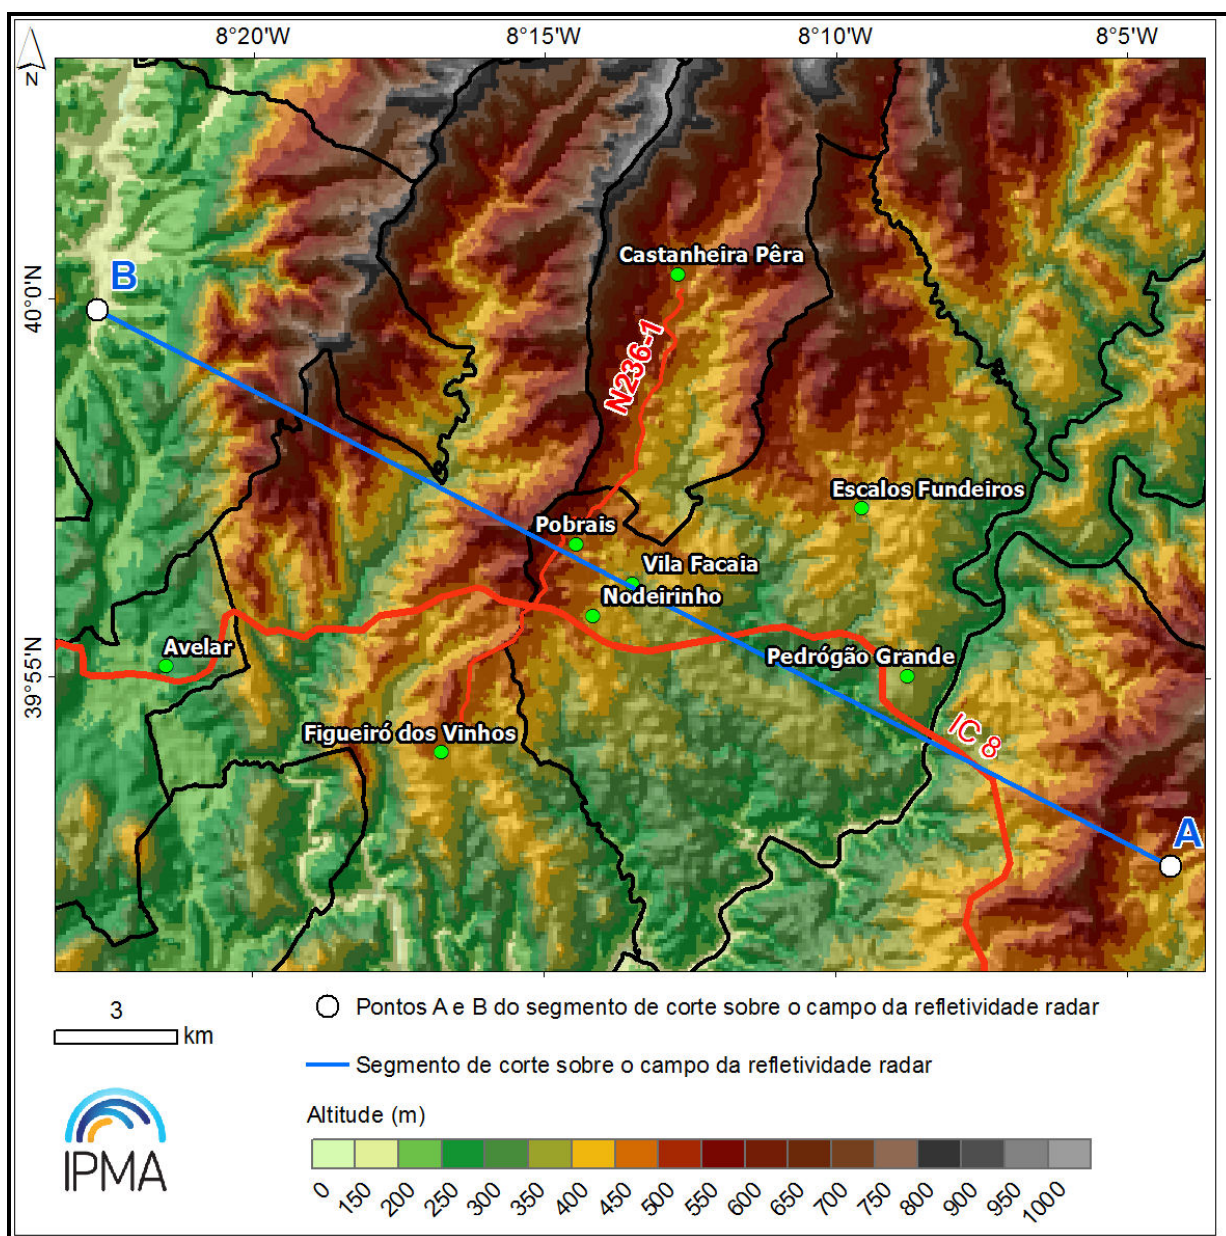 8°20'W 8°15'W 8°10'W 8°5'W
N
Castanheira Pêra
B
40°0'N
N236-1
Escalos Fundeiros
Pobrais
Vila Facaia
Nodeirinho
Avelar
Pedrógão Grande
39°55'N
IC 8
Figueiró dos Vinhos
A
3
km
Pontos A e B do segmento de corte sobre o campo da refletividade radar
Segmento de corte sobre o campo da refletividade radar
Altitude (m)
IPMA
0 150 200 250 300 350 400 450 500 550 600 650 700 750 800 900 950 1000